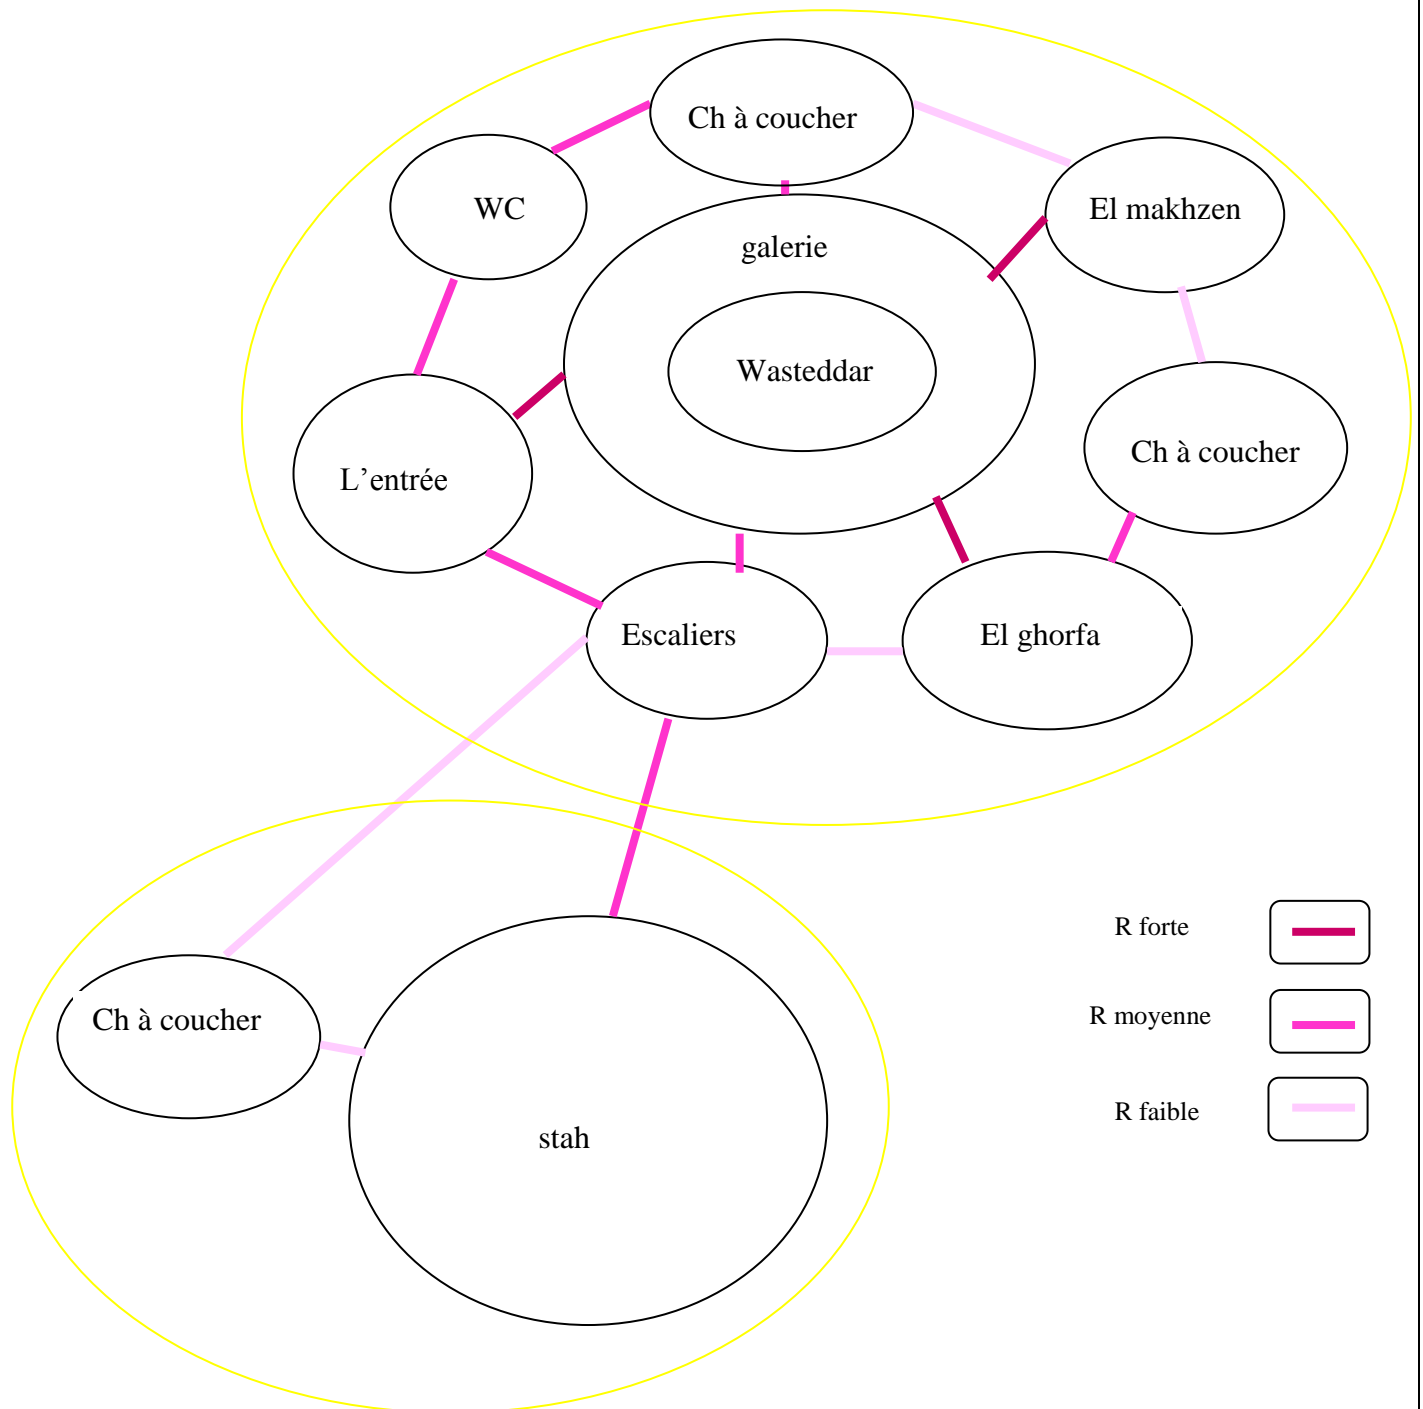 Ch à coucher
WC
El makhzen
galerie
Wasteddar
Ch à coucher
L’entrée
Escaliers
El ghorfa
R forte
R moyenne
Ch à coucher
R faible
stah